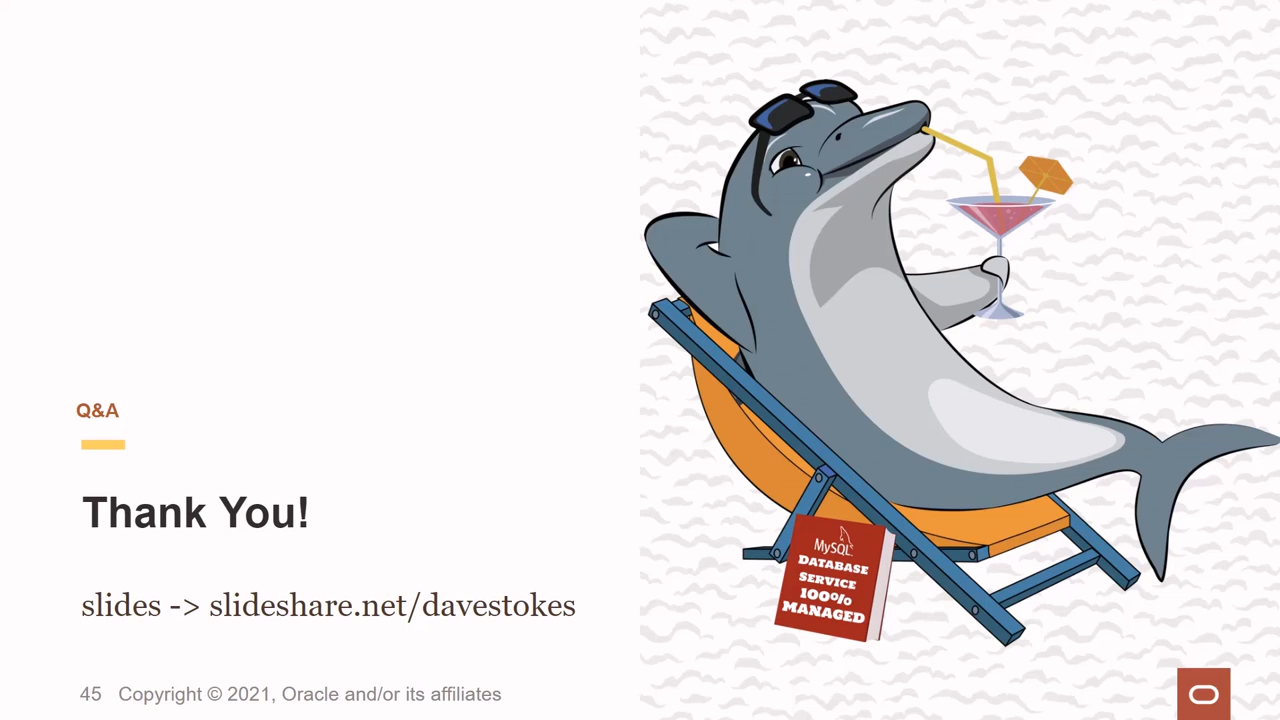 Q&A
Thank You!
slides -> slideshare.net/davestokes
45 Copyright © 2021, Oracle and/or its affiliates
MySQL
DATABASE
SERVICE
100%
MANAGED